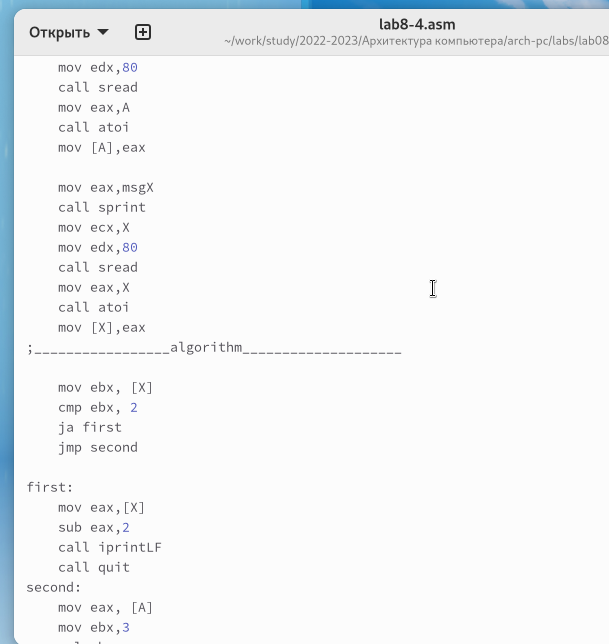 Открыть
lab8-4.asm
~/work/study/2022-2023/Архитектура компьютера/arch-pc/labs/lab08
mov edx,80
call sread
mov eax,A
call atoi
mov [A],eax
mov eax,msgX
call sprint
mov ecx,X
mov edx,80
call sread
mov eax,X
call atoi
mov [X],eax
;_________________algorithm____________________
mov ebx, [X]
cmp ebx, 2
ja first
jmp second
first:
mov eax,[X]
sub eax,2
call iprintLF
call quit
second:
mov eax, [A]
mov ebx,3